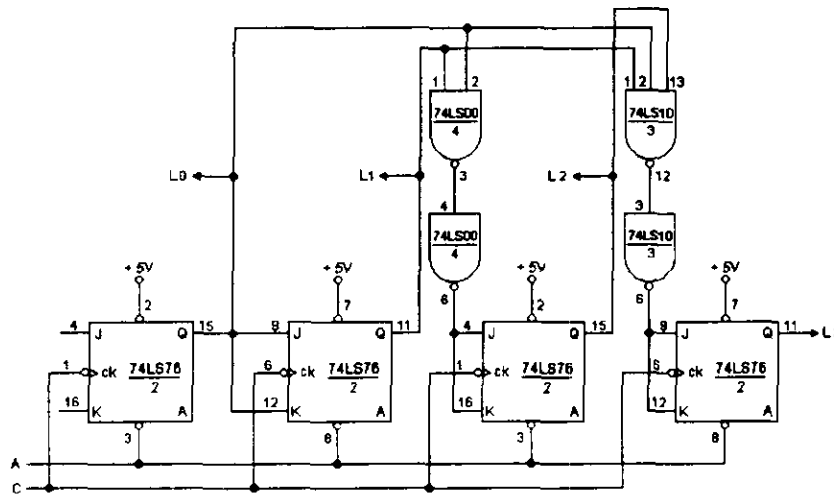 1 2
74LS00
4
3
1 2 13
74LS10
3
12
L0
L1
L2
4
74LS00
4
6
3
74LS10
3
6
+5V
+5V
+5V
+5V
2
7
2
7
4 J Q 15
1 ck 74LS76
2
16 K A
3
9 J Q 11
6 ck 74LS76
2
12 K A
8
4 J Q 15
1 ck 74LS76
2
16 K A
3
9 J Q 11
6 ck 74LS76
2
12 K A
8
L
A
C